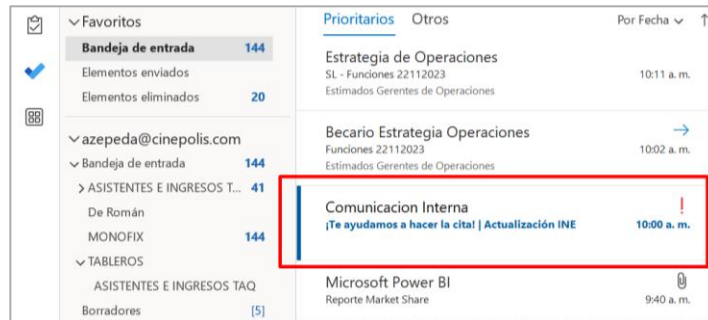 Favoritos
Bandeja de entrada 144
Elementos enviados
Elementos eliminados 20
azepeda@cinepolis.com
Bandeja de entrada 144
ASISTENTES E INGRESOS T... 41
De Román
MONOFIX 144
TABLEROS
ASISTENTES E INGRESOS TAQ
Borradores [5]
Prioritarios Otros Por Fecha
Estrategia de Operaciones
SL - Funciones 22112023 10:11 a. m.
Estimados Gerentes de Operaciones
Becario Estrategia Operaciones
Funciones 22112023 10:02 a. m.
Estimados Gerentes de Operaciones
Comunicacion Interna
¡Te ayudamos a hacer la cita! | Actualización INE 10:00 a. m.
Microsoft Power BI
Reporte Market Share 9:40 a. m.